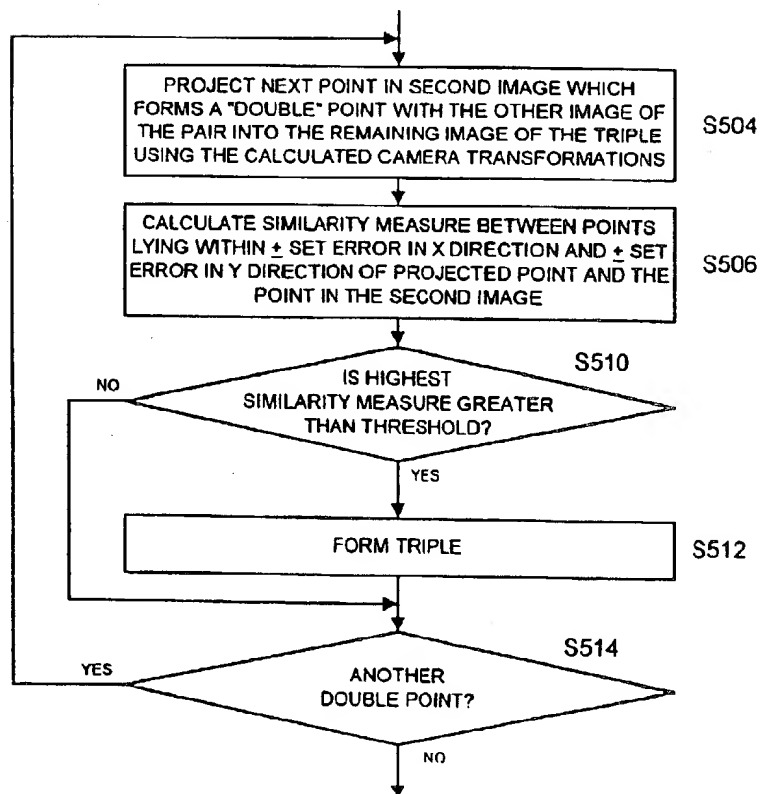 PROJECT NEXT POINT IN SECOND IMAGE WHICH
FORMS A "DOUBLE" POINT WITH THE OTHER IMAGE OF
THE PAIR INTO THE REMAINING IMAGE OF THE TRIPLE
USING THE CALCULATED CAMERA TRANSFORMATIONS
S504
CALCULATE SIMILARITY MEASURE BETWEEN POINTS
LYING WITHIN ± SET ERROR IN X DIRECTION AND ± SET
ERROR IN Y DIRECTION OF PROJECTED POINT AND THE
POINT IN THE SECOND IMAGE
S506
S510
NO
IS HIGHEST
SIMILARITY MEASURE GREATER
THAN THRESHOLD?
YES
FORM TRIPLE
S512
S514
YES
ANOTHER
DOUBLE POINT?
NO